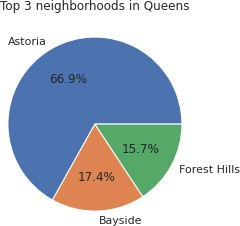 Top 3 neighborhoods in Queens
Astoria
66.9%
15.7%
Forest Hills
17.4%
Bayside